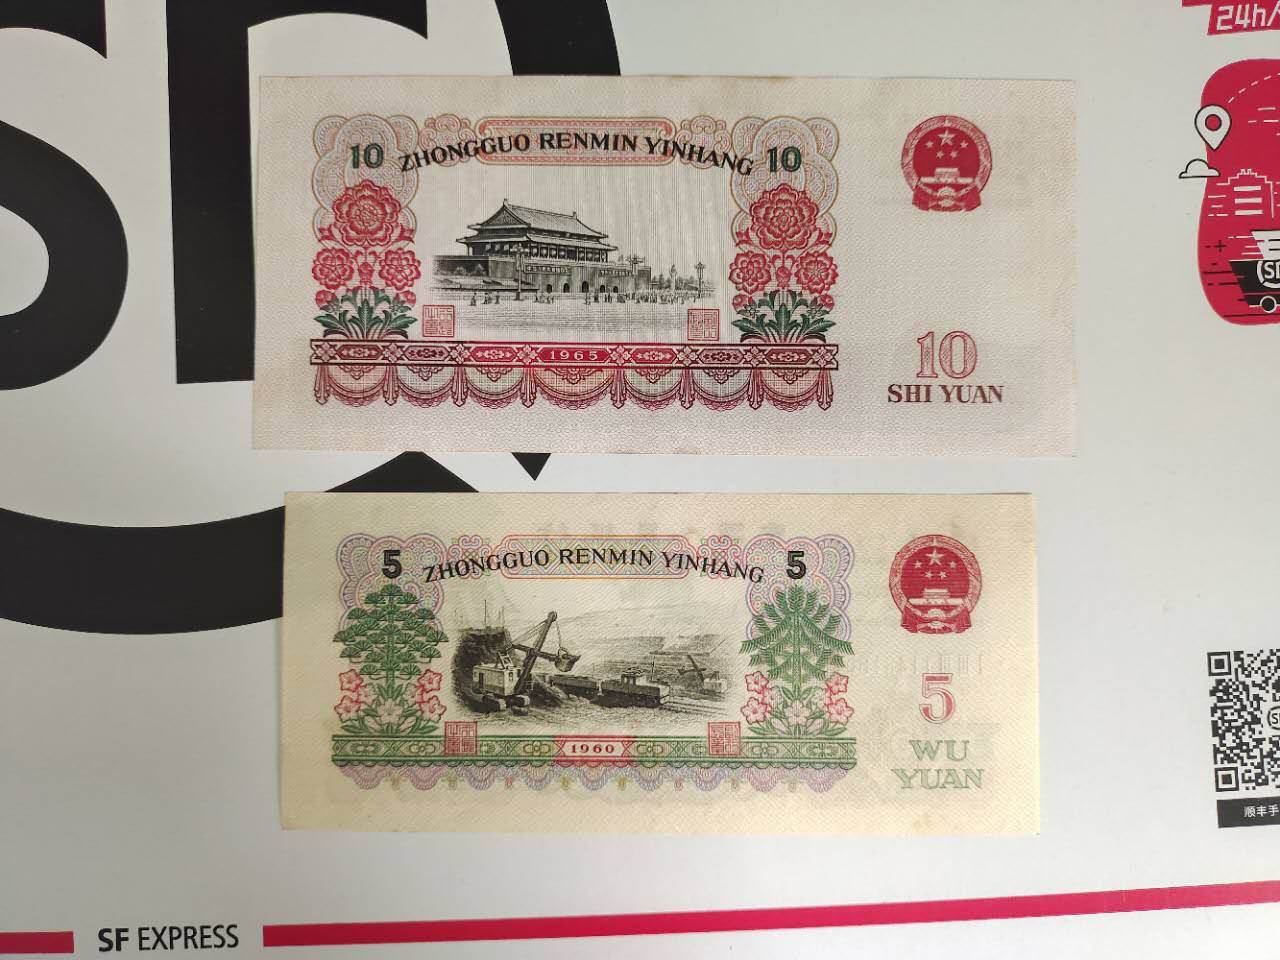 24h
10 ZHONGGUO RENMIN YINHANG 10
1965
10
SHI YUAN
5 ZHONGGUO RENMIN YINHANG 5
1960
5
WU
YUAN
顺丰手
SF EXPRESS